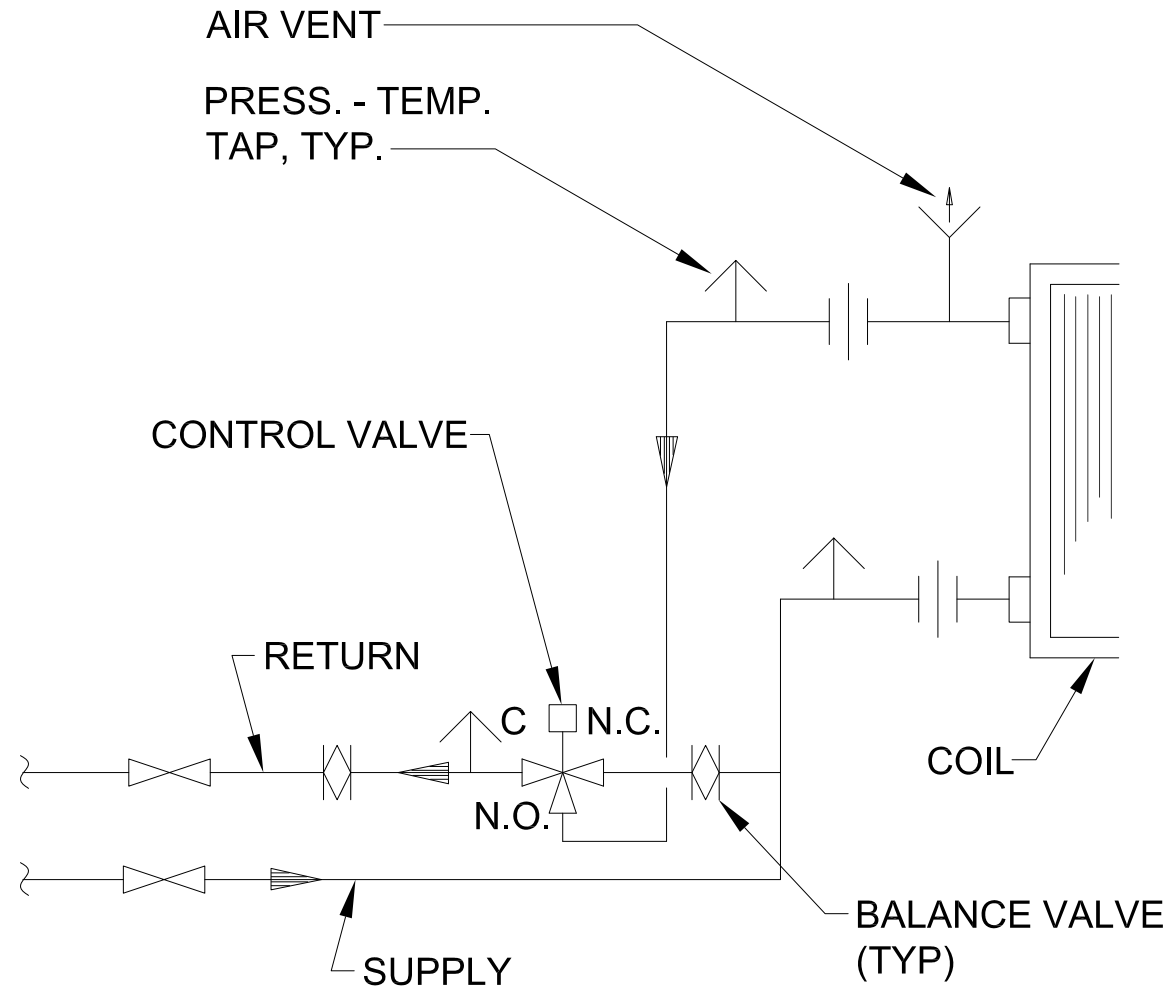 AIR VENT
PRESS. - TEMP.
TAP, TYP.
CONTROL VALVE
RETURN
C
N.C.
COIL
N.O.
BALANCE VALVE
(TYP)
SUPPLY